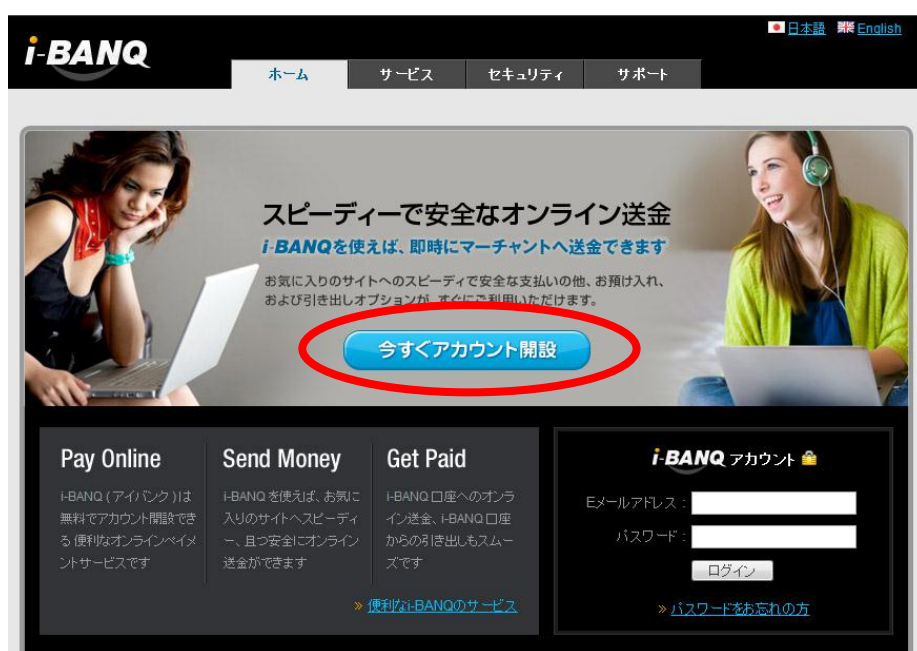 日本語 English
i-BANQ
ホーム サービス セキュリティ サポート
スピーディーで安全なオンライン送金
i-BANQを使えば、即時にマーチャントへ送金できます
お気に入りのサイトへのスピーディで安全な支払いの他、お預け入れ、
および引き出しオプションが、すぐにご利用いただけます。
今すぐアカウント開設
Pay Online
i-BANQ ( アイバンク )は
無料でアカウント開設でき
る便利なオンラインペイメ
ントサービスです
Send Money
i-BANQ を使えば、お気に
入りのサイトへスピーディ
ー、且つ安全にオンライン
送金ができます
Get Paid
i-BANQ 口座へのオンラ
イン送金、i-BANQ 口座
からの引き出しもスムー
ズです
» 便利なi-BANQのサービス
i-BANQ アカウント
Eメールアドレス :
パスワード :
ログイン
» パスワードをお忘れの方